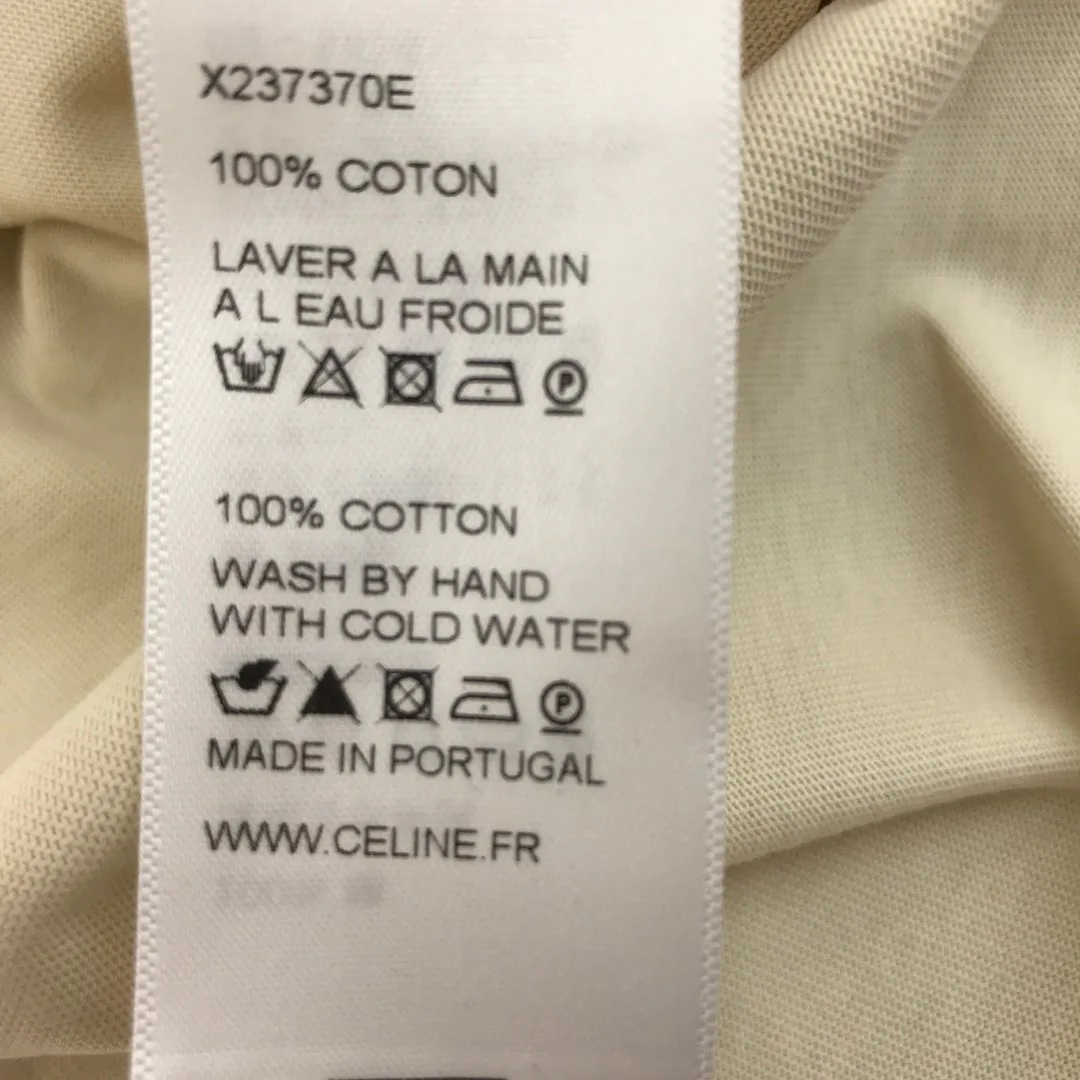 X237370E
100% COTON
LAVER A LA MAIN
A L EAU FROIDE
P
100% COTTON
WASH BY HAND
WITH COLD WATER
P
MADE IN PORTUGAL
WWW.CELINE.FR